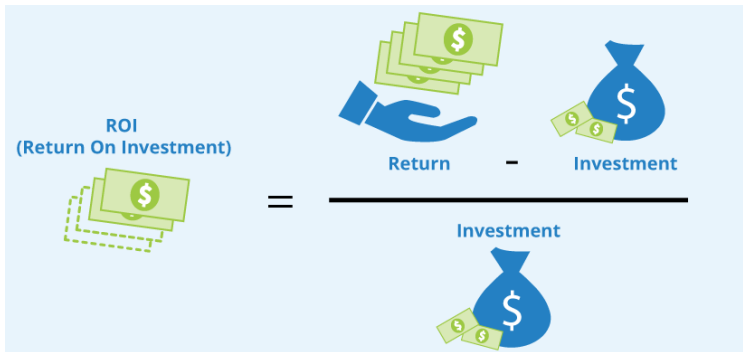 ROI
(Return On Investment)
=
Return - Investment
Investment
$
$
$
$